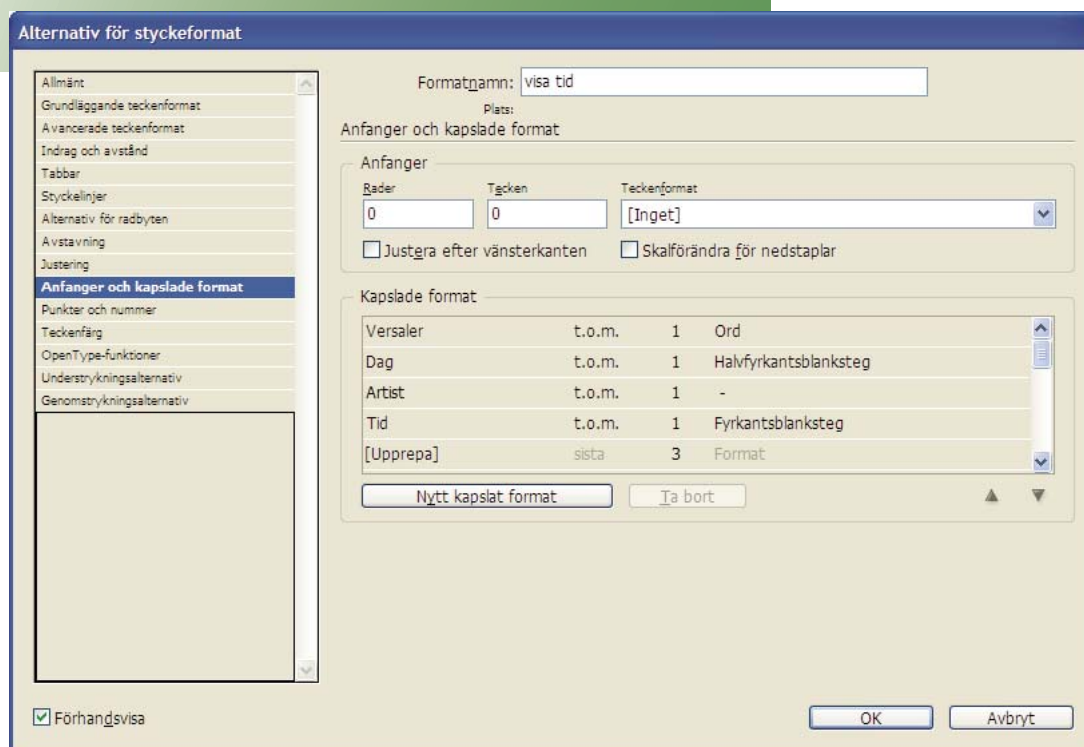 Alternativ för styckeformat
Allmänt
Grundläggande teckenformat
Avancerade teckenformat
Indrag och avstånd
Tabbar
Styckelinjer
Alternativ för radbyten
Avstavning
Justering
Anfanger och kapslade format
Punkter och nummer
Teckenfärg
OpenType-funktioner
Understrykningsalternativ
Genomstrykningsalternativ
Förhandsvisa
Formatnamn: visa tid
Plats:
Anfanger och kapslade format
Anfanger
Rader Tecken Teckenformat
0 0 [Inget]
Justera efter vänsterkanten Skalförändra för nedstaplar
Kapslade format
Versaler t.o.m. 1 Ord
Dag t.o.m. 1 Halvfyrkantsblanksteg
Artist t.o.m. 1 -
Tid t.o.m. 1 Fyrkantsblanksteg
[Upprepa] sista 3 Format
Nytt kapslat format Ta bort
OK Avbryt